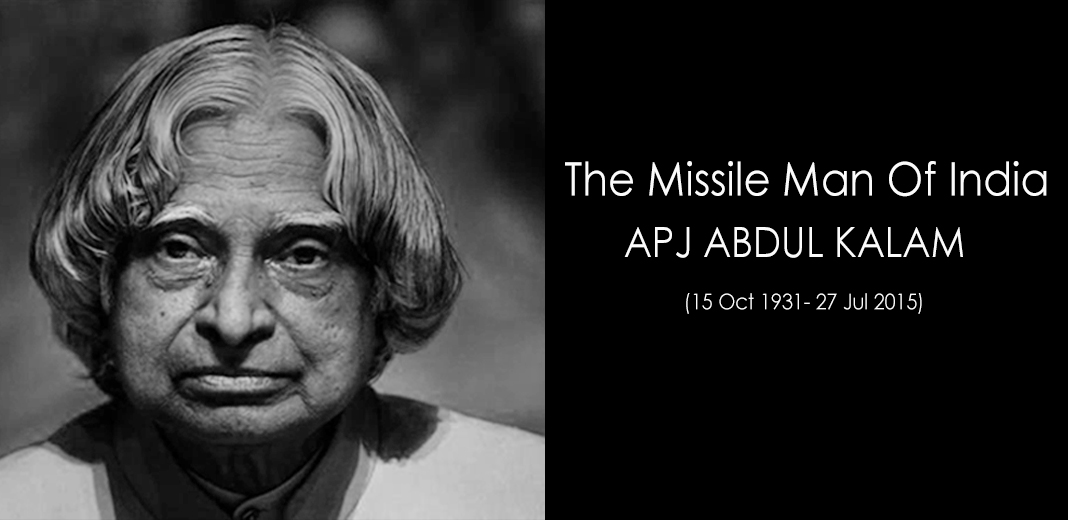 The Missile Man Of India
APJ ABDUL KALAM
(15 Oct 1931- 27 Jul 2015)